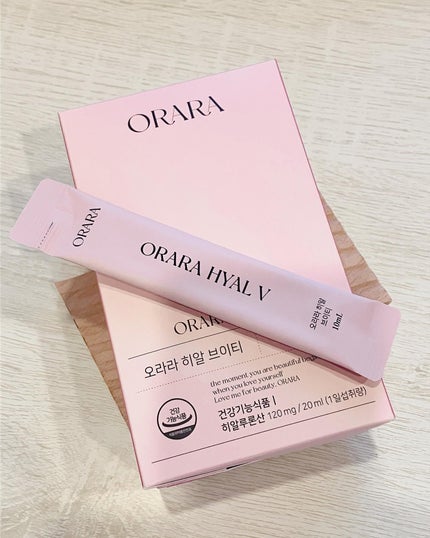 ORARA
ORARA
ORARA HYAL V
오라라 히알
브이티
10mL
오라라 히알 브이티
the moment, you are beautiful
when you love yourself
Love me for beauty. ORARA
건강
기능식품
건강기능식품 |
히알루론산 120 mg / 20 ml (1일섭취량)